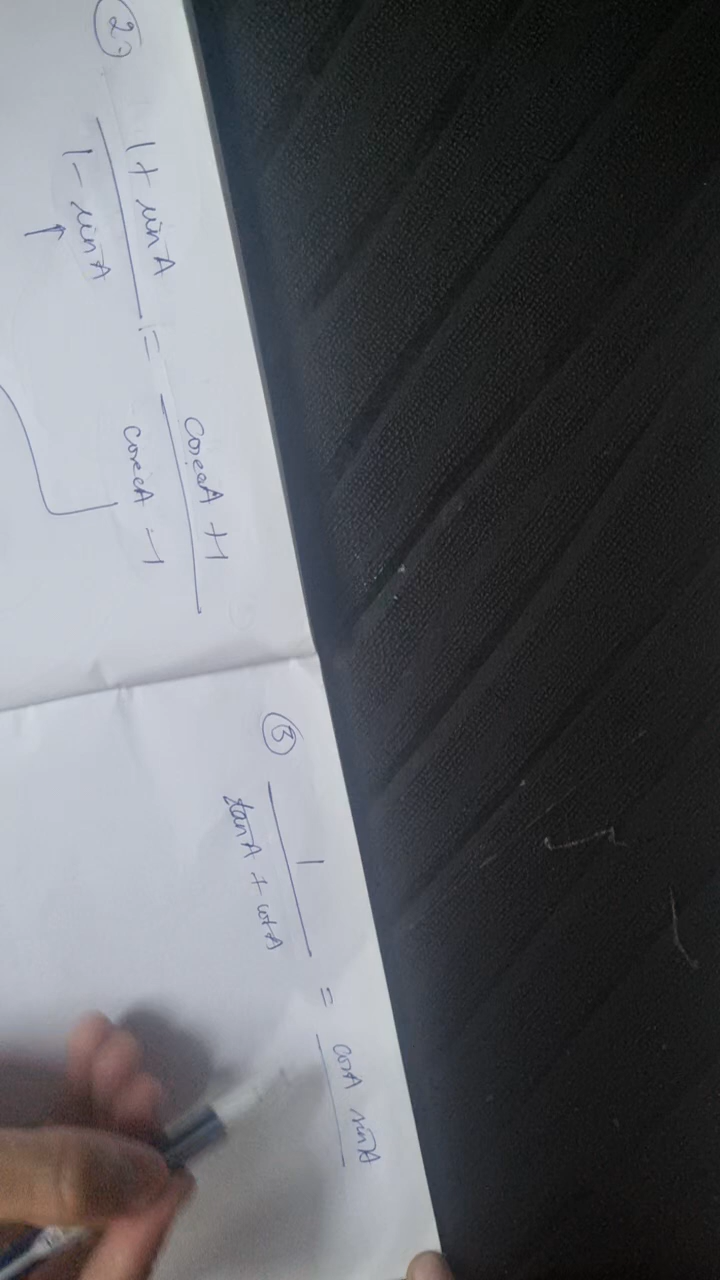 2)
1 + sinA
1 - sinA
=
cosecA + 1
cosecA - 1
3
1
tanA + cotA
=
cosA sinA